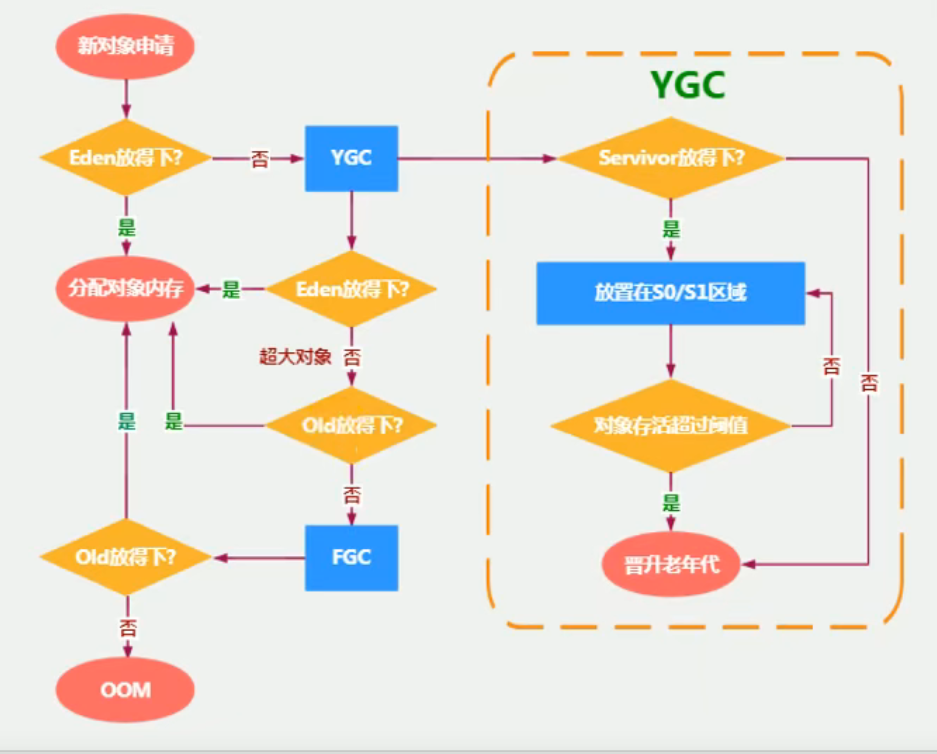 新对象申请
YGC
Eden放得下?
否
YGC
Servivor放得下?
是
是
分配对象内存
是
Eden放得下?
放置在S0/S1区域
超大对象
否
否
否
是
是
Old放得下?
对象存活超过阈值
否
是
Old放得下?
FGC
晋升老年代
否
OOM